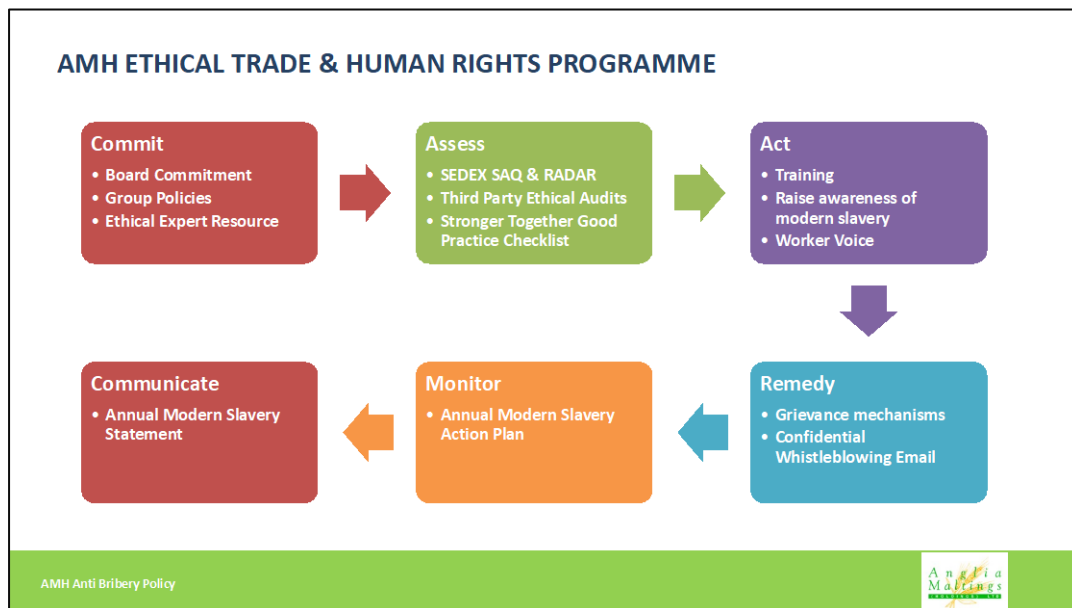 AMH ETHICAL TRADE & HUMAN RIGHTS PROGRAMME
Commit
• Board Commitment
• Group Policies
• Ethical Expert Resource
Assess
• SEDEX SAQ & RADAR
• Third Party Ethical Audits
• Stronger Together Good
Practice Checklist
Act
• Training
• Raise awareness of
modern slavery
• Worker Voice
Remedy
• Grievance mechanisms
• Confidential
Whistleblowing Email
Monitor
• Annual Modern Slavery
Action Plan
Communicate
• Annual Modern Slavery
Statement
AMH Anti Bribery Policy
Anglia
Maltings
(HOLDINGS) LTD